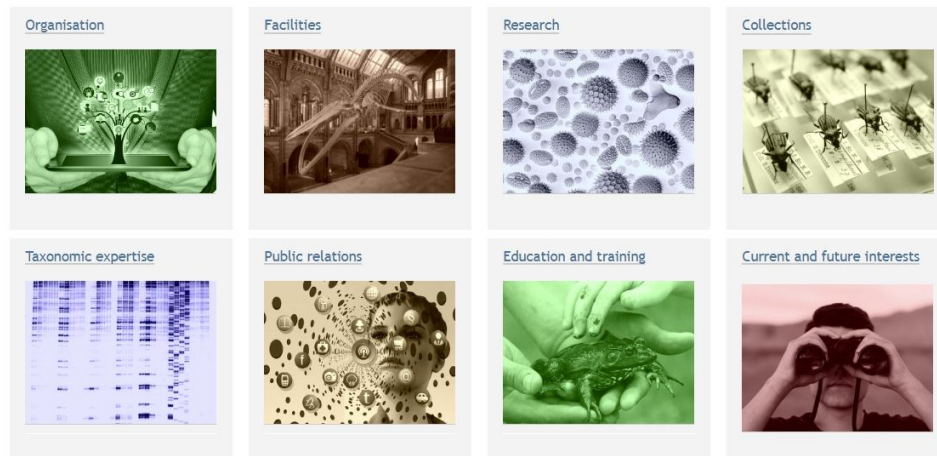 Organisation
Facilities
Research
Collections
Taxonomic expertise
Public relations
Education and training
Current and future interests